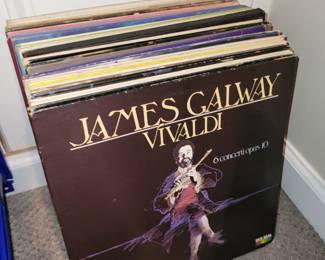 JAMES GALWAY
VIVALDI
6 concerti opus 10